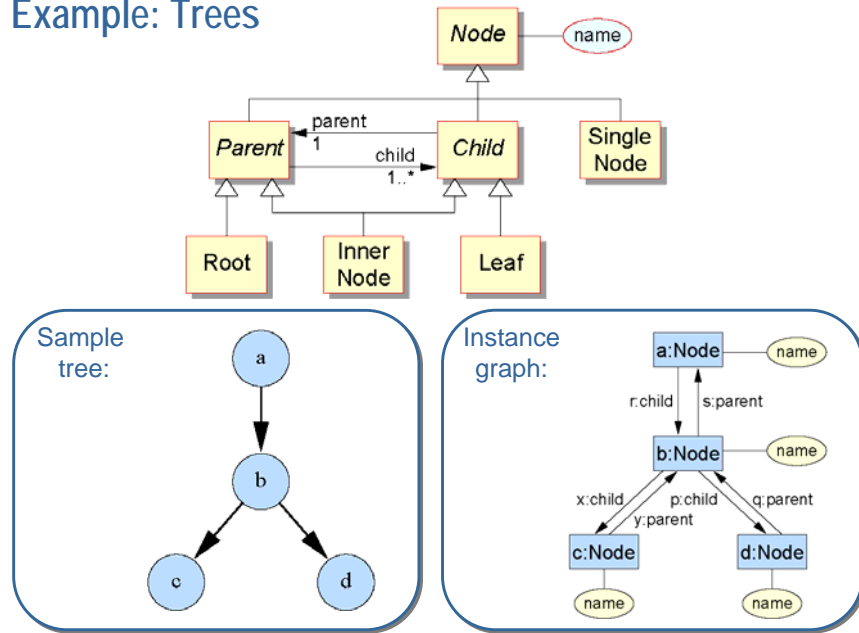 Example: Trees
Node
name
parent
1
Parent
child
1..*
Child
Single
Node
Root
Inner
Node
Leaf
Sample
tree:
a
b
c
d
Instance
graph:
a:Node
name
r:child
s:parent
b:Node
name
x:child
p:child
q:parent
y:parent
c:Node
d:Node
name
name